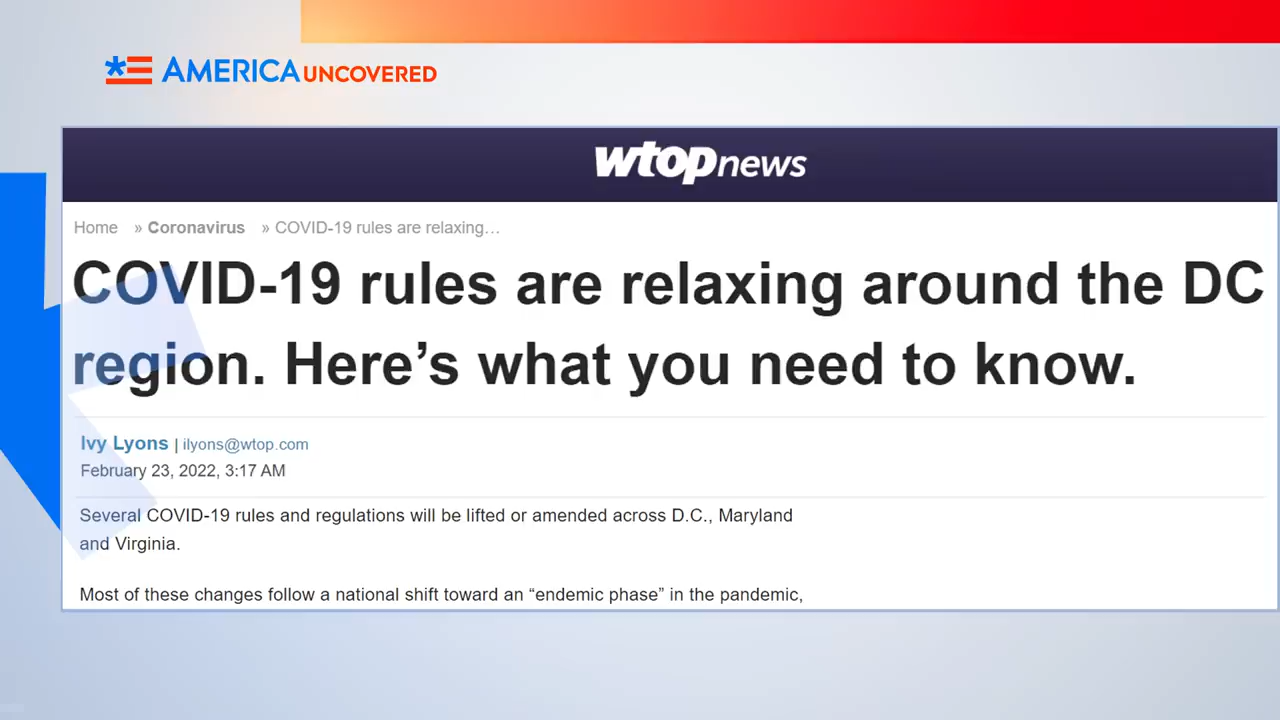 AMERICA UNCOVERED
wtopnews
Home » Coronavirus » COVID-19 rules are relaxing…
COVID-19 rules are relaxing around the DC
region. Here’s what you need to know.
Ivy Lyons | ilyons@wtop.com
February 23, 2022, 3:17 AM
Several COVID-19 rules and regulations will be lifted or amended across D.C., Maryland
and Virginia.
Most of these changes follow a national shift toward an “endemic phase” in the pandemic,